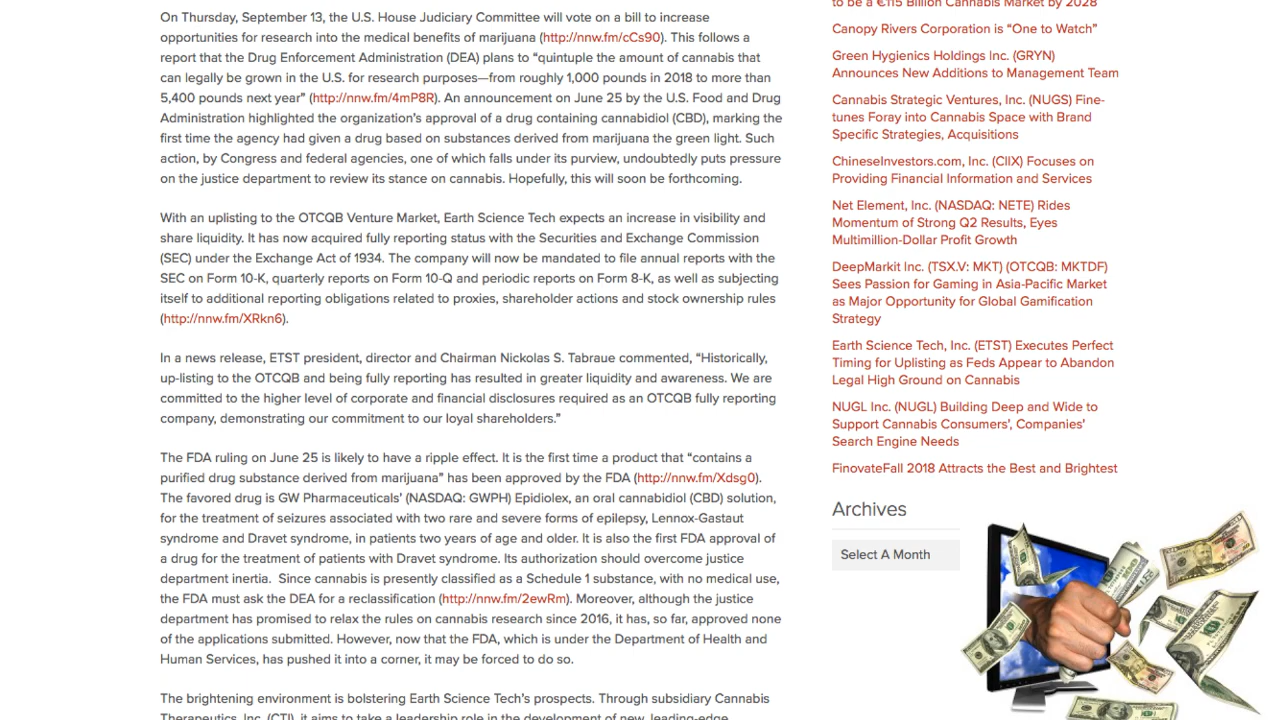 On Thursday, September 13, the U.S. House Judiciary Committee will vote on a bill to increase
opportunities for research into the medical benefits of marijuana (http://nnw.fm/cCs90). This follows a
report that the Drug Enforcement Administration (DEA) plans to “quintuple the amount of cannabis that
can legally be grown in the U.S. for research purposes—from roughly 1,000 pounds in 2018 to more than
5,400 pounds next year” (http://nnw.fm/4mP8R). An announcement on June 25 by the U.S. Food and Drug
Administration highlighted the organization’s approval of a drug containing cannabidiol (CBD), marking the
first time the agency had given a drug based on substances derived from marijuana the green light. Such
action, by Congress and federal agencies, one of which falls under its purview, undoubtedly puts pressure
on the justice department to review its stance on cannabis. Hopefully, this will soon be forthcoming.
With an uplisting to the OTCQB Venture Market, Earth Science Tech expects an increase in visibility and
share liquidity. It has now acquired fully reporting status with the Securities and Exchange Commission
(SEC) under the Exchange Act of 1934. The company will now be mandated to file annual reports with the
SEC on Form 10-K, quarterly reports on Form 10-Q and periodic reports on Form 8-K, as well as subjecting
itself to additional reporting obligations related to proxies, shareholder actions and stock ownership rules
(http://nnw.fm/XRkn6).
In a news release, ETST president, director and Chairman Nickolas S. Tabraue commented, “Historically,
up-listing to the OTCQB and being fully reporting has resulted in greater liquidity and awareness. We are
committed to the higher level of corporate and financial disclosures required as an OTCQB fully reporting
company, demonstrating our commitment to our loyal shareholders.”
The FDA ruling on June 25 is likely to have a ripple effect. It is the first time a product that “contains a
purified drug substance derived from marijuana” has been approved by the FDA (http://nnw.fm/Xdsg0).
The favored drug is GW Pharmaceuticals’ (NASDAQ: GWPH) Epidiolex, an oral cannabidiol (CBD) solution,
for the treatment of seizures associated with two rare and severe forms of epilepsy, Lennox-Gastaut
syndrome and Dravet syndrome, in patients two years of age and older. It is also the first FDA approval of
a drug for the treatment of patients with Dravet syndrome. Its authorization should overcome justice
department inertia.  Since cannabis is presently classified as a Schedule 1 substance, with no medical use,
the FDA must ask the DEA for a reclassification (http://nnw.fm/2ewRm). Moreover, although the justice
department has promised to relax the rules on cannabis research since 2016, it has, so far, approved none
of the applications submitted. However, now that the FDA, which is under the Department of Health and
Human Services, has pushed it into a corner, it may be forced to do so.
The brightening environment is bolstering Earth Science Tech’s prospects. Through subsidiary Cannabis
Therapeutics, Inc. (CTI), it aims to take a leadership role in the development of new, leading-edge
to be a €115 Billion Cannabis Market by 2028
Canopy Rivers Corporation is “One to Watch”
Green Hygienics Holdings Inc. (GRYN)
Announces New Additions to Management Team
Cannabis Strategic Ventures, Inc. (NUGS) Fine-
tunes Foray into Cannabis Space with Brand
Specific Strategies, Acquisitions
ChineseInvestors.com, Inc. (CIIX) Focuses on
Providing Financial Information and Services
Net Element, Inc. (NASDAQ: NETE) Rides
Momentum of Strong Q2 Results, Eyes
Multimillion-Dollar Profit Growth
DeepMarkit Inc. (TSX.V: MKT) (OTCQB: MKTDF)
Sees Passion for Gaming in Asia-Pacific Market
as Major Opportunity for Global Gamification
Strategy
Earth Science Tech, Inc. (ETST) Executes Perfect
Timing for Uplisting as Feds Appear to Abandon
Legal High Ground on Cannabis
NUGL Inc. (NUGL) Building Deep and Wide to
Support Cannabis Consumers’, Companies’
Search Engine Needs
FinovateFall 2018 Attracts the Best and Brightest
Archives
Select A Month